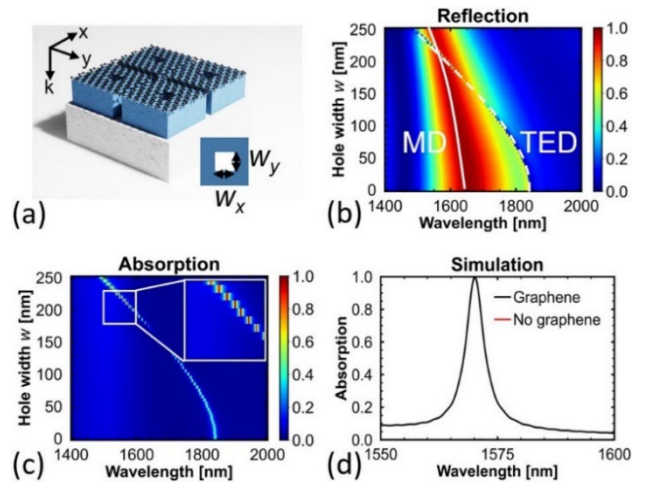 x
y
k
Wy
Wx
(a)
Reflection
Hole width w [nm]
250
200
150
100
50
0
MD
TED
1400
1600
1800
2000
Wavelength [nm]
1.0
0.8
0.6
0.4
0.2
0.0
(b)
Absorption
Hole width w [nm]
250
200
150
100
50
0
1400
1600
1800
2000
Wavelength [nm]
1.0
0.8
0.6
0.4
0.2
0.0
(c)
Simulation
Absorption
1.0
0.8
0.6
0.4
0.2
0.0
Graphene
No graphene
1550
1575
1600
Wavelength [nm]
(d)